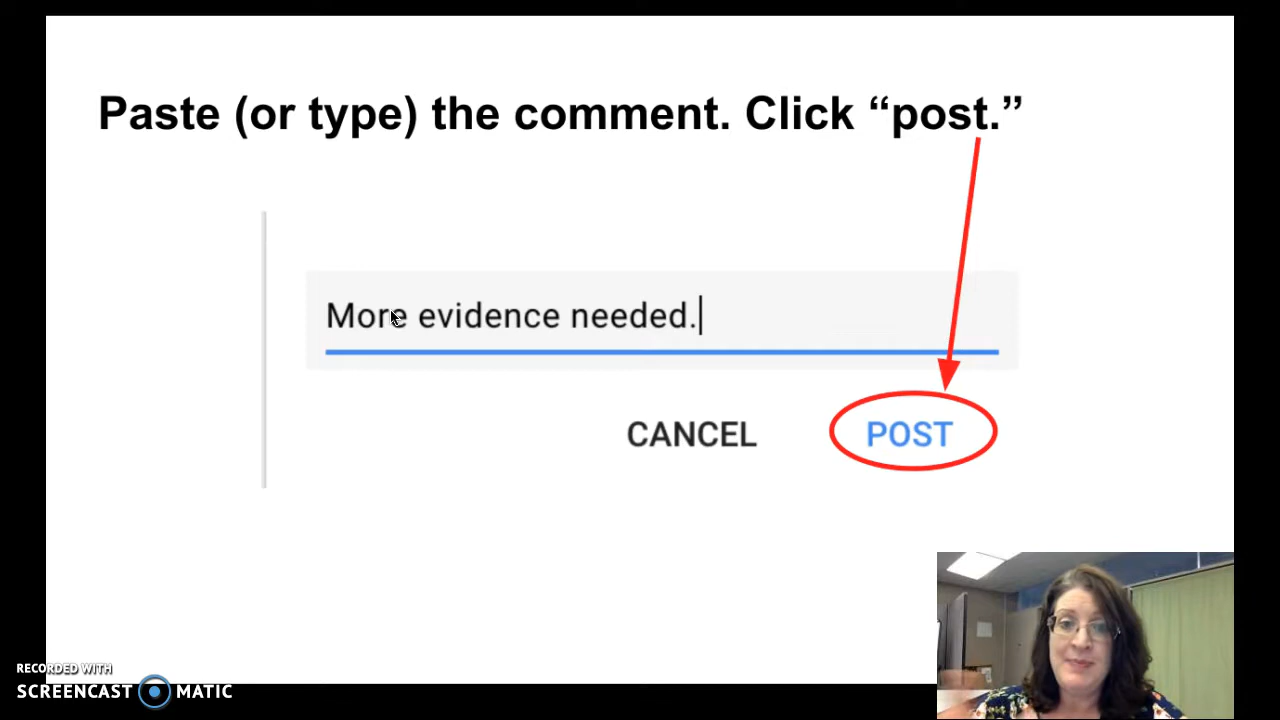 Paste (or type) the comment. Click “post.”
More evidence needed.
CANCEL POST
RECORDED WITH
SCREENCAST MATIC